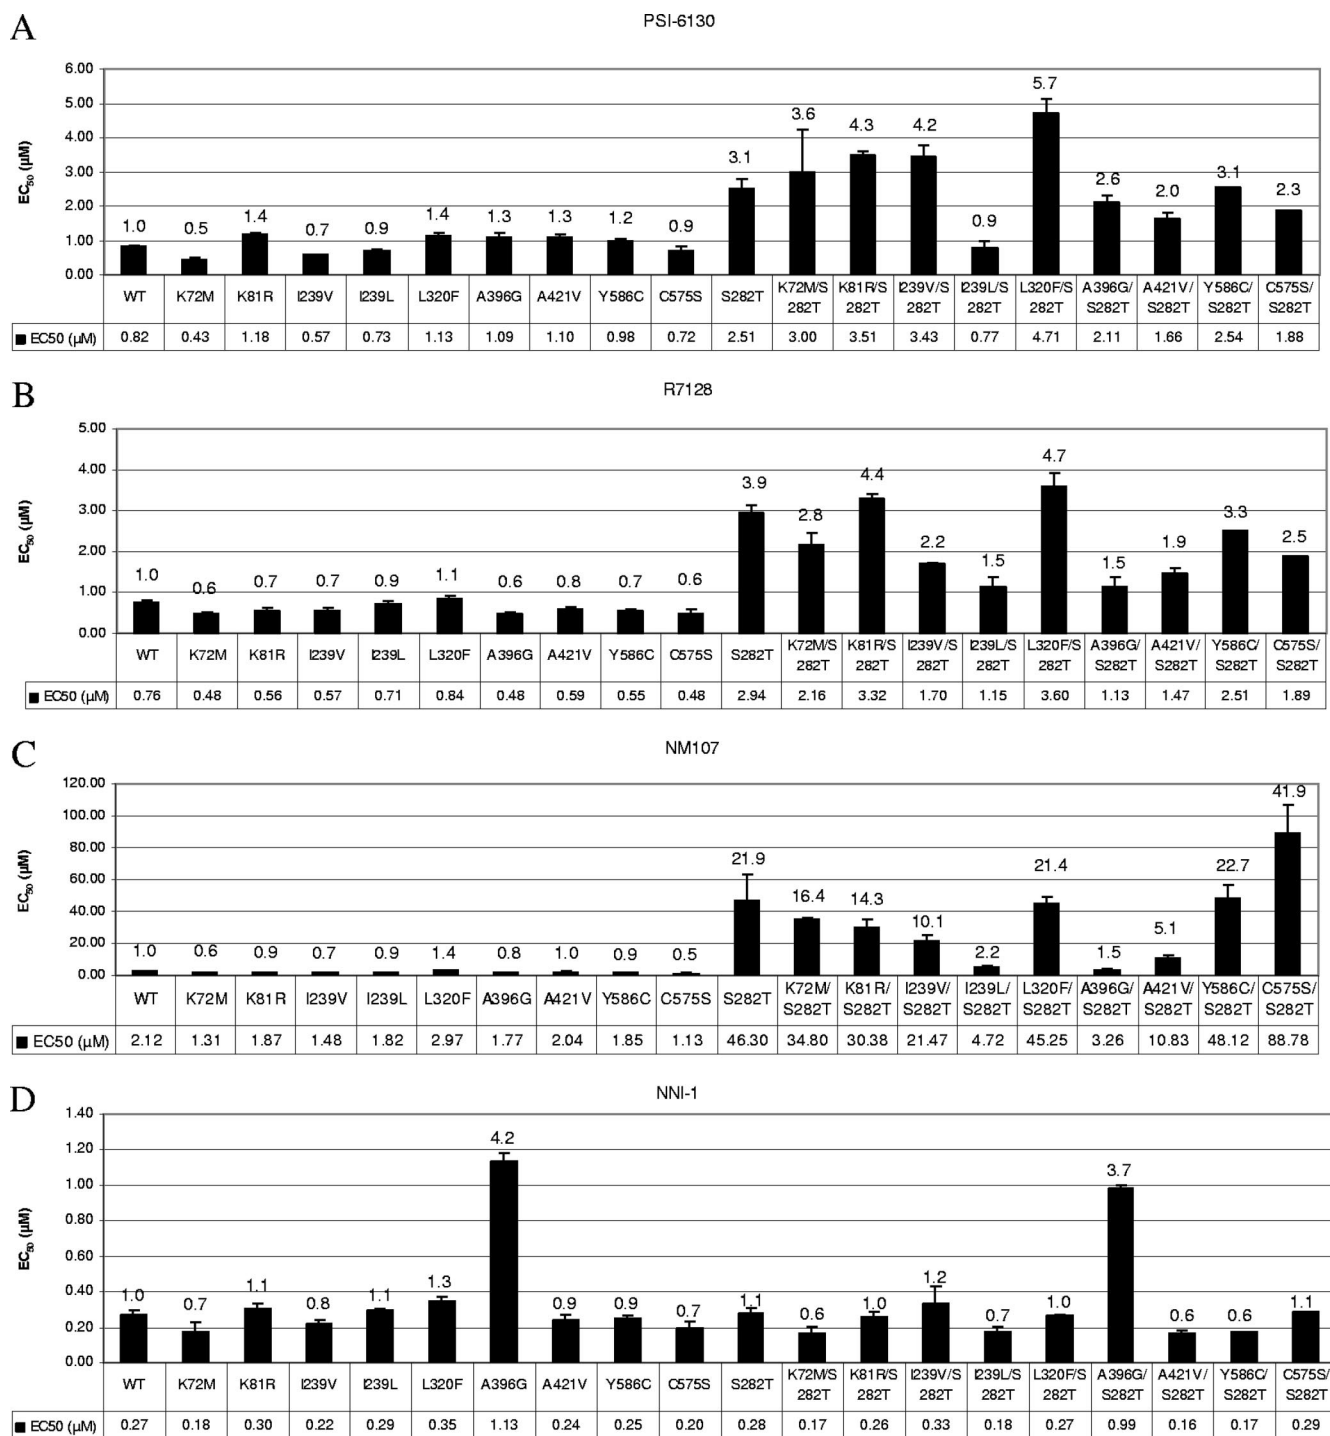 A
PSI-6130
6.00
5.00
4.00
3.00
2.00
1.00
0.00
EC50 (µM)
1.0 0.5 1.4 0.7 0.9 1.4 1.3 1.3 1.2 0.9 3.1 3.6 4.3 4.2 0.9 5.7 2.6 2.0 3.1 2.3
WT K72M K81R I239V I239L L320F A396G A421V Y586C C575S S282T K72M/S 282T K81R/S 282T I239V/S 282T I239L/S 282T L320F/S 282T A396G/ S282T A421V/ S282T Y586C/ S282T C575S/ S282T
EC50 (µM) 0.82 0.43 1.18 0.57 0.73 1.13 1.09 1.10 0.98 0.72 2.51 3.00 3.51 3.43 0.77 4.71 2.11 1.66 2.54 1.88
B
R7128
5.00
4.00
3.00
2.00
1.00
0.00
EC50 (µM)
1.0 0.6 0.7 0.7 0.9 1.1 0.6 0.8 0.7 0.6 3.9 2.8 4.4 2.2 1.5 4.7 1.5 1.9 3.3 2.5
WT K72M K81R I239V I239L L320F A396G A421V Y586C C575S S282T K72M/S 282T K81R/S 282T I239V/S 282T I239L/S 282T L320F/S 282T A396G/ S282T A421V/ S282T Y586C/ S282T C575S/ S282T
EC50 (µM) 0.76 0.48 0.56 0.57 0.71 0.84 0.48 0.59 0.55 0.48 2.94 2.16 3.32 1.70 1.15 3.60 1.13 1.47 2.51 1.89
C
NM107
120.00
100.00
80.00
60.00
40.00
20.00
0.00
EC50 (µM)
1.0 0.6 0.9 0.7 0.9 1.4 0.8 1.0 0.9 0.5 21.9 16.4 14.3 10.1 2.2 21.4 1.5 5.1 22.7 41.9
WT K72M K81R I239V I239L L320F A396G A421V Y586C C575S S282T K72M/ S282T K81R/ S282T I239V/ S282T I239L/ S282T L320F/ S282T A396G/ S282T A421V/ S282T Y586C/ S282T C575S/ S282T
EC50 (µM) 2.12 1.31 1.87 1.48 1.82 2.97 1.77 2.04 1.85 1.13 46.30 34.80 30.38 21.47 4.72 45.25 3.26 10.83 48.12 88.78
D
NNI-1
1.40
1.20
1.00
0.80
0.60
0.40
0.20
0.00
EC50 (µM)
1.0 0.7 1.1 0.8 1.1 1.3 4.2 0.9 0.9 0.7 1.1 0.6 1.0 1.2 0.7 1.0 3.7 0.6 0.6 1.1
WT K72M K81R I239V I239L L320F A396G A421V Y586C C575S S282T K72M/S 282T K81R/S 282T I239V/S 282T I239L/S 282T L320F/S 282T A396G/ S282T A421V/ S282T Y586C/ S282T C575S/ S282T
EC50 (µM) 0.27 0.18 0.30 0.22 0.29 0.35 1.13 0.24 0.25 0.20 0.28 0.17 0.26 0.33 0.18 0.27 0.99 0.16 0.17 0.29